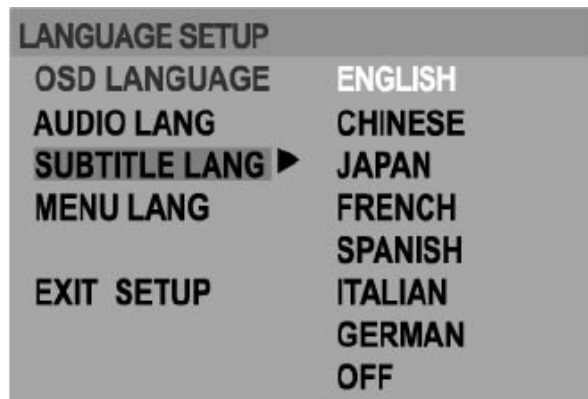 LANGUAGE SETUP
OSD LANGUAGE ENGLISH
AUDIO LANG CHINESE
SUBTITLE LANG JAPAN
MENU LANG FRENCH
SPANISH
EXIT SETUP ITALIAN
GERMAN
OFF